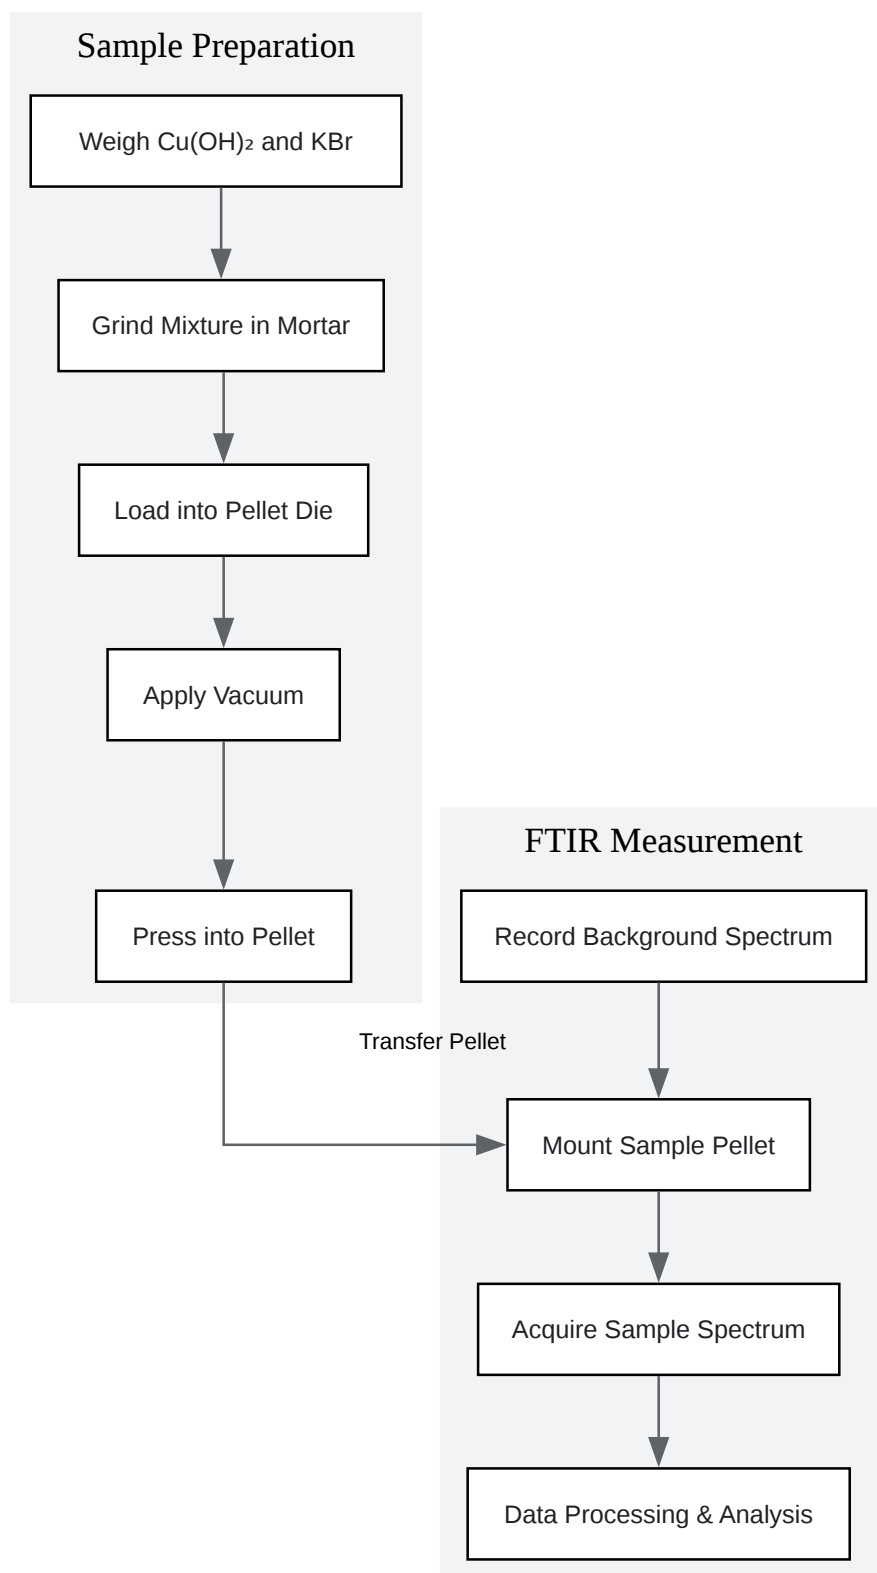 Sample Preparation
Weigh Cu(OH)₂ and KBr
Grind Mixture in Mortar
Load into Pellet Die
Apply Vacuum
Press into Pellet
Transfer Pellet
FTIR Measurement
Record Background Spectrum
Mount Sample Pellet
Acquire Sample Spectrum
Data Processing & Analysis